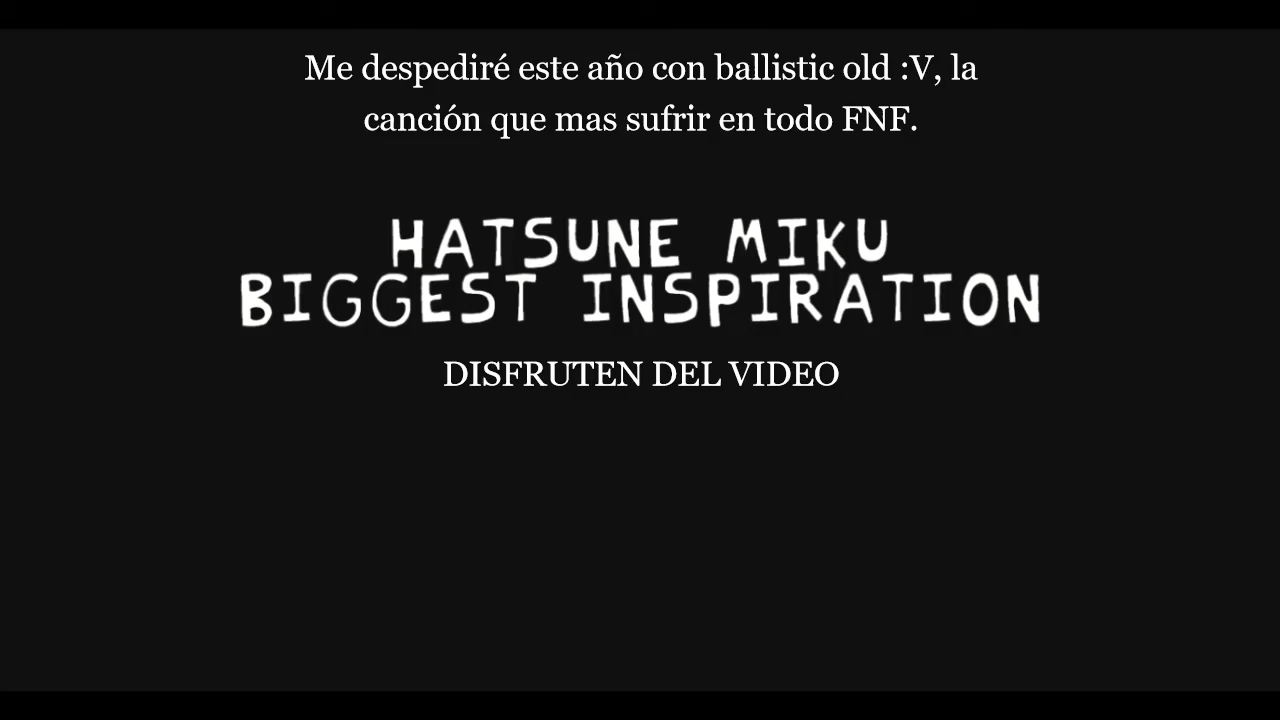 Me despediré este año con ballistic old :V, la
canción que mas sufrir en todo FNF.
HATSUNE MIKU
BIGGEST INSPIRATION
DISFRUTEN DEL VIDEO